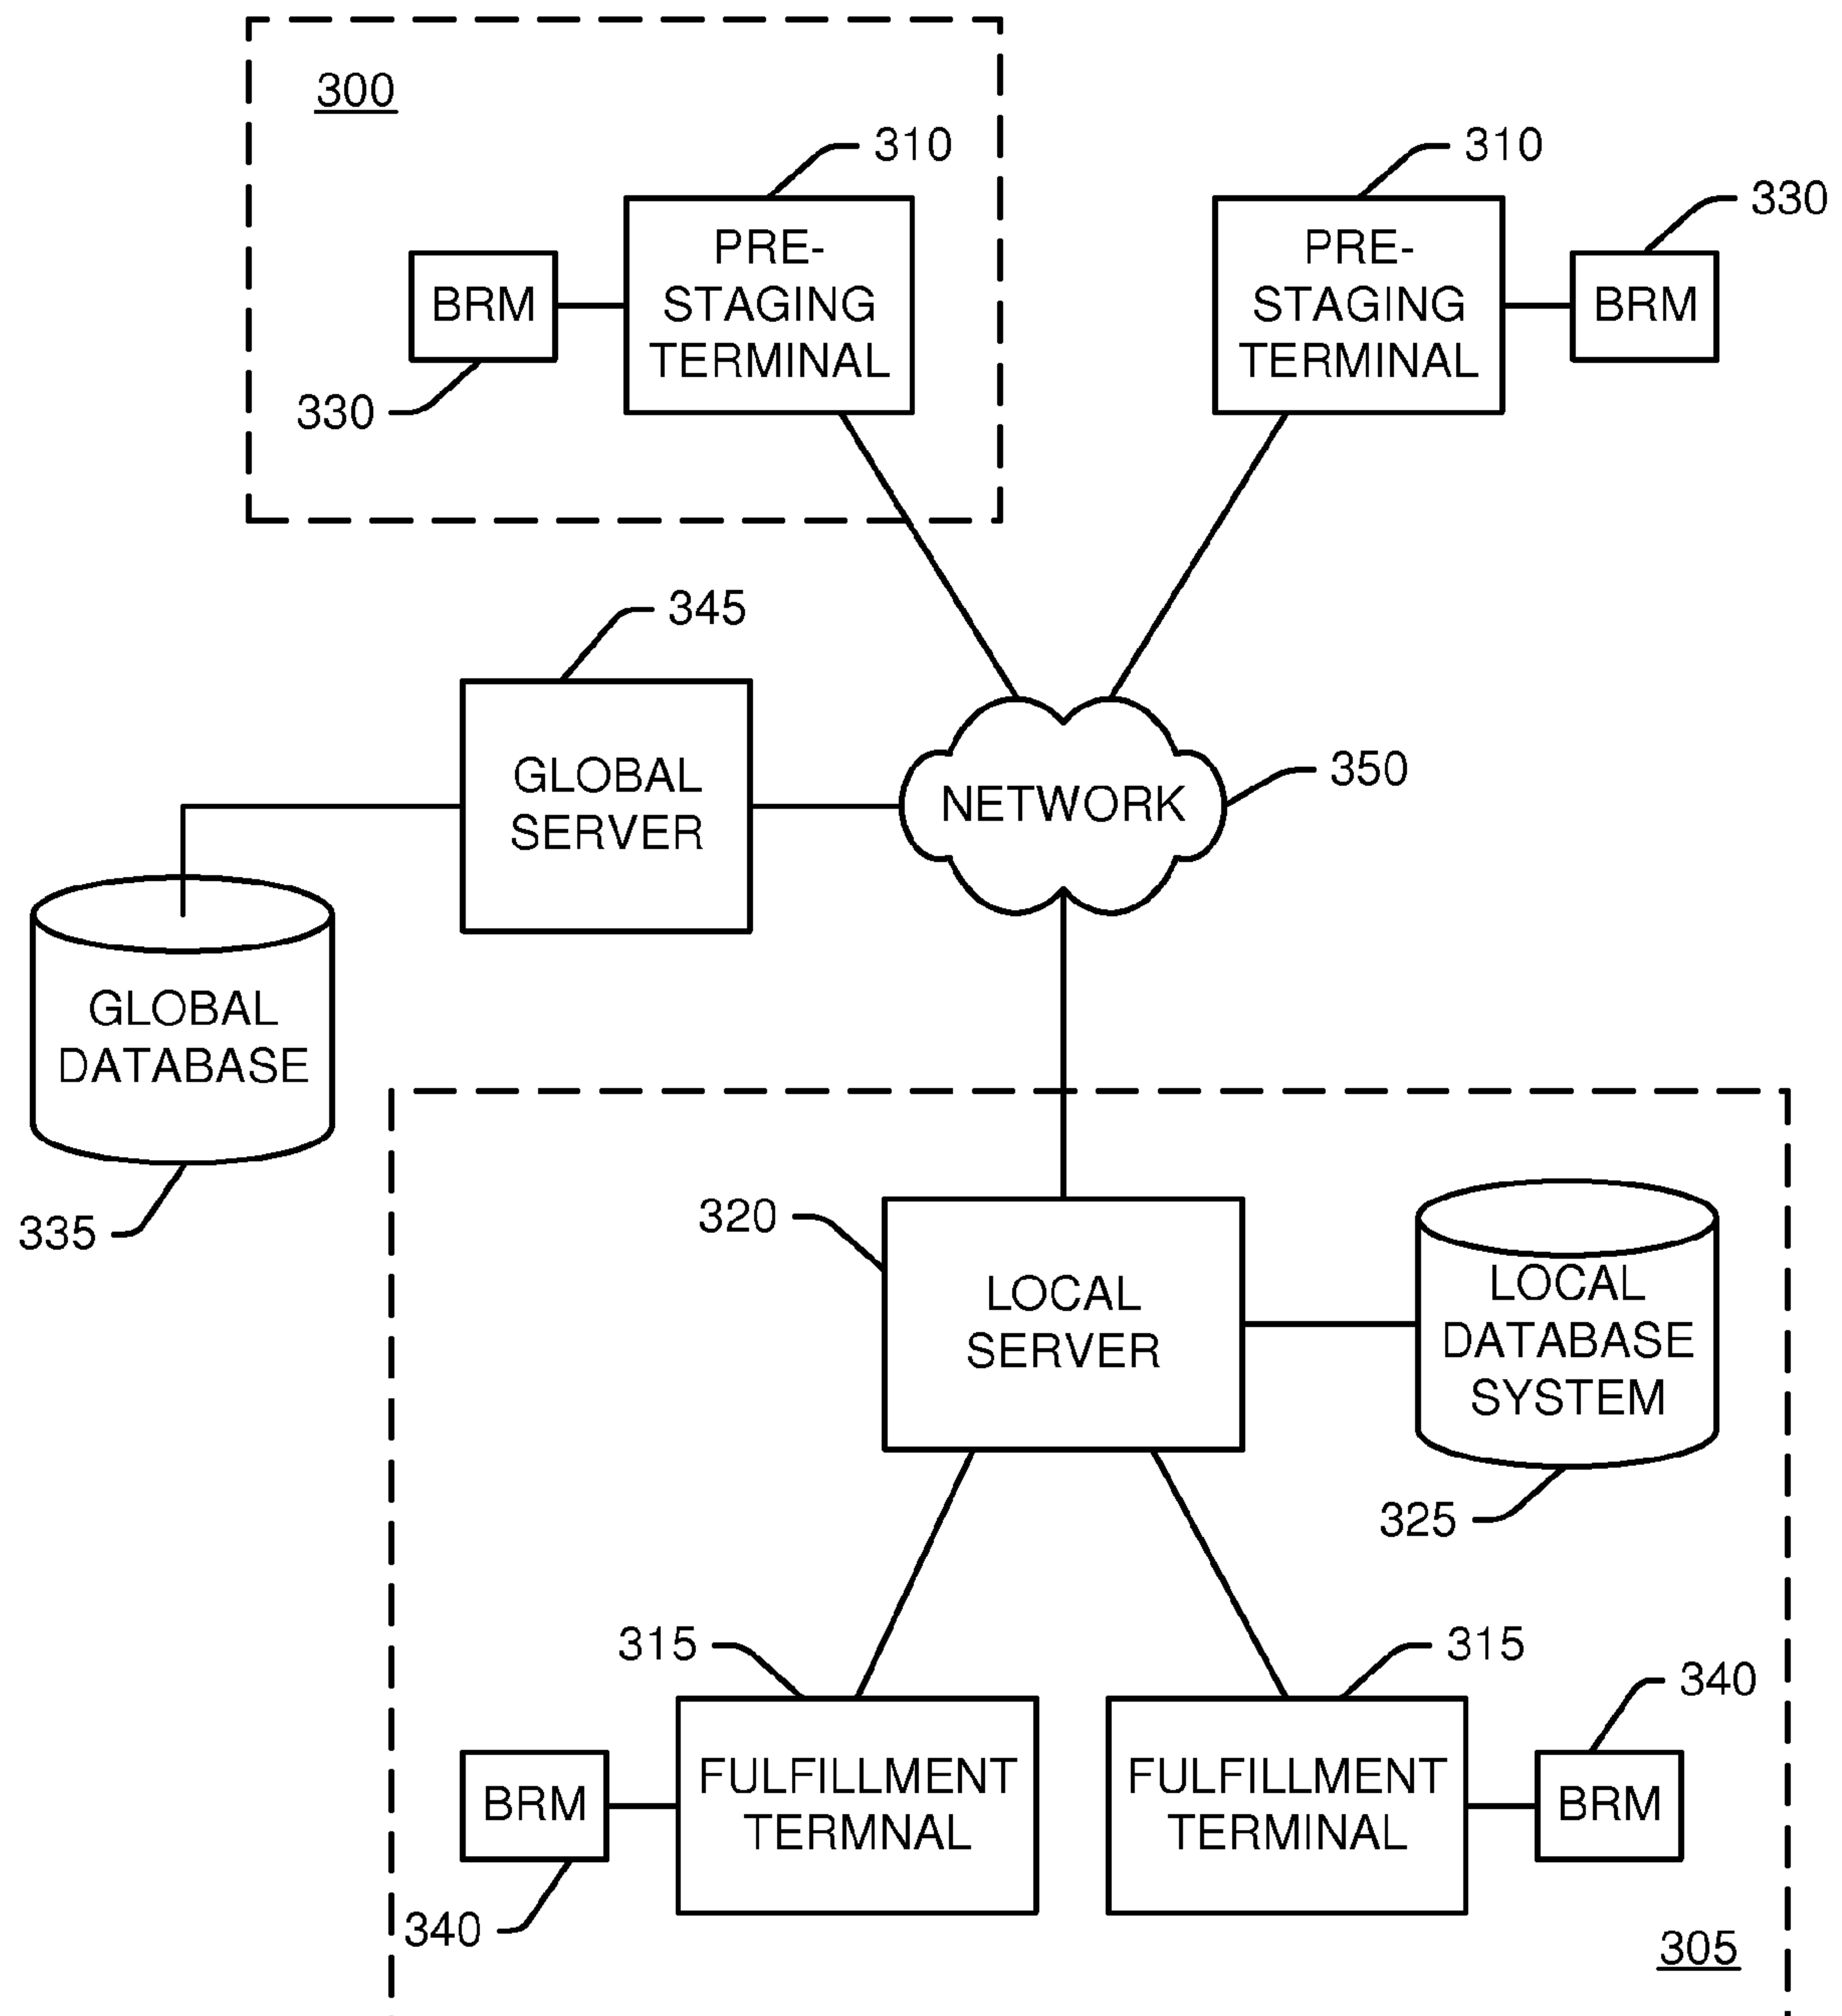 300
310
310
330
PRE-
STAGING
TERMINAL
BRM
330
PRE-
STAGING
TERMINAL
BRM
345
GLOBAL
SERVER
NETWORK
350
GLOBAL
DATABASE
335
320
LOCAL
SERVER
LOCAL
DATABASE
SYSTEM
325
315
315
340
BRM
FULFILLMENT
TERMNAL
FULFILLMENT
TERMINAL
BRM
340
305